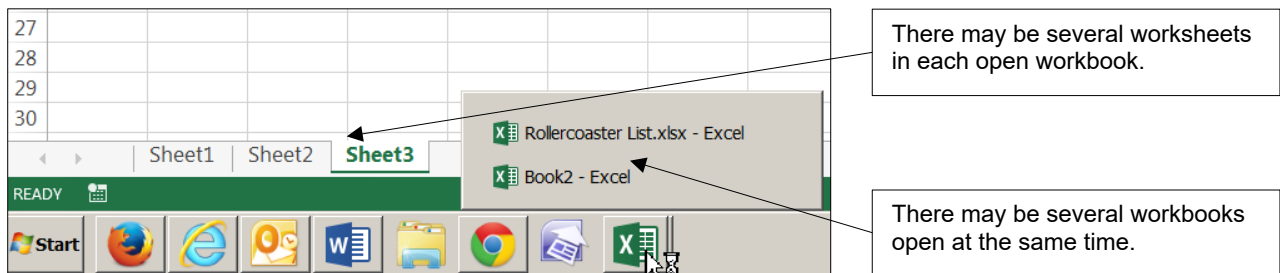 27
28
29
30
Sheet1 Sheet2 Sheet3
READY
Start
Rollercoaster List.xlsx - Excel
Book2 - Excel
There may be several worksheets
in each open workbook.
There may be several workbooks
open at the same time.